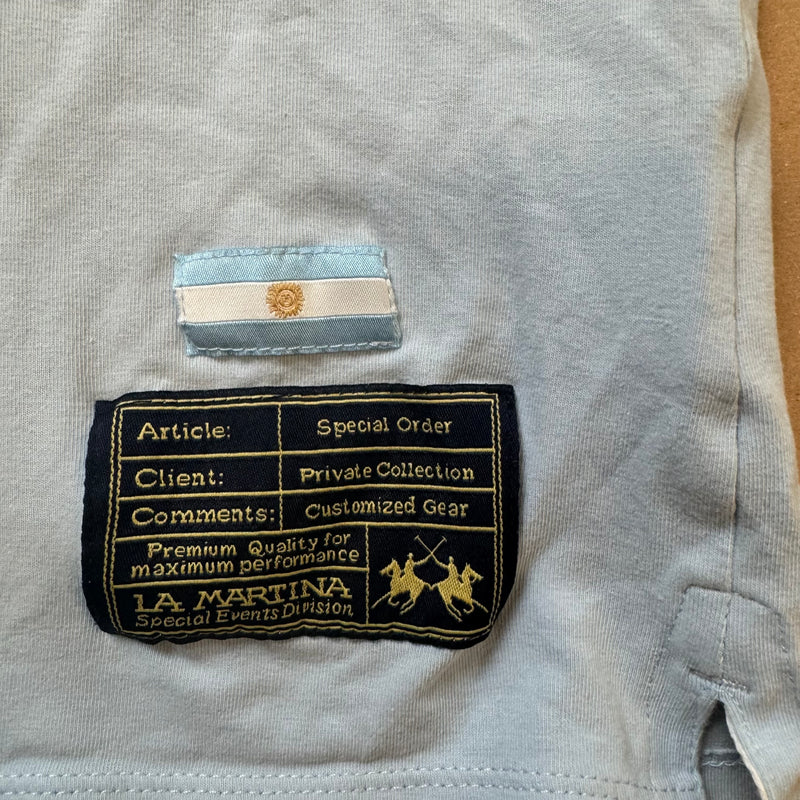 Article: Special Order
Client: Private Collection
Comments: Customized Gear
Premium Quality for
maximum performance
LA MARTINA
Special Events Division